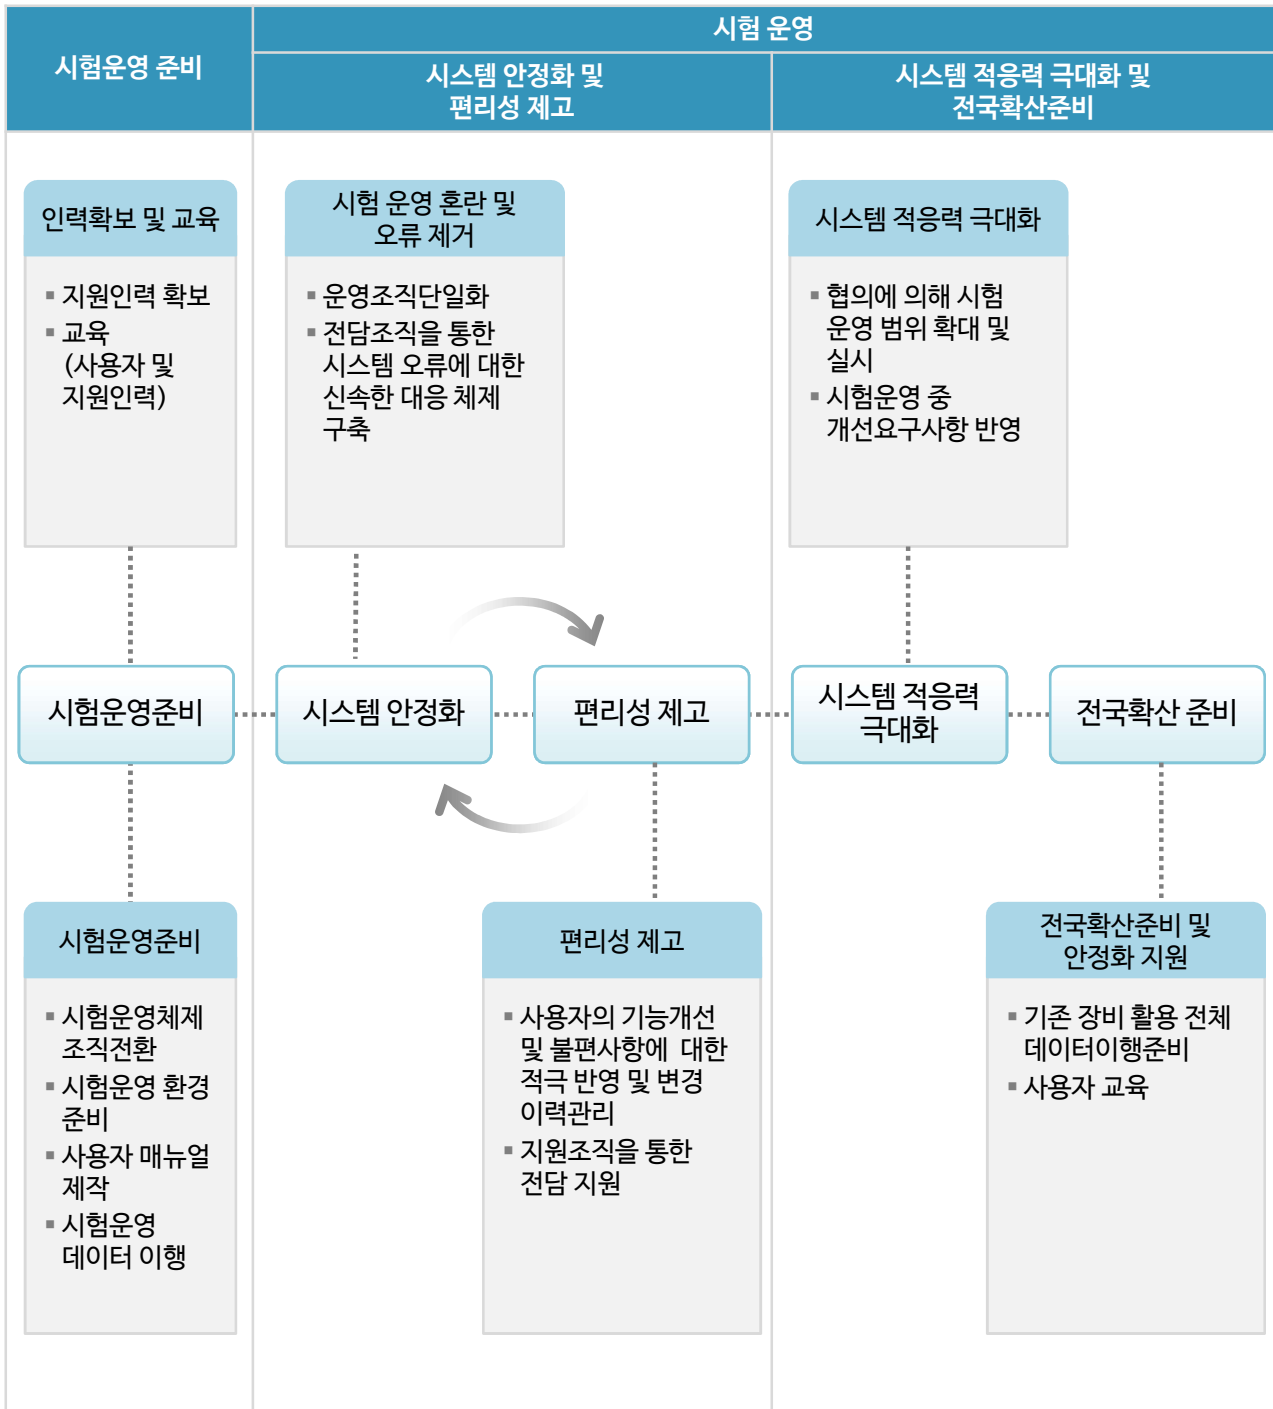 시험운영 준비
시험 운영
시스템 안정화 및
편리성 제고
시스템 적응력 극대화 및
전국확산준비
인력확보 및 교육
▪ 지원인력 확보
▪ 교육
(사용자 및
지원인력)
시험 운영 혼란 및
오류 제거
▪ 운영조직단일화
▪ 전담조직을 통한
시스템 오류에 대한
신속한 대응 체제
구축
시스템 적응력 극대화
▪ 협의에 의해 시험
운영 범위 확대 및
실시
▪ 시험운영 중
개선요구사항 반영
시험운영준비
시스템 안정화
편리성 제고
시스템 적응력
극대화
전국확산 준비
시험운영준비
▪ 시험운영체제
조직전환
▪ 시험운영 환경
준비
▪ 사용자 매뉴얼
제작
▪ 시험운영
데이터 이행
편리성 제고
▪ 사용자의 기능개선
및 불편사항에 대한
적극 반영 및 변경
이력관리
▪ 지원조직을 통한
전담 지원
전국확산준비 및
안정화 지원
▪ 기존 장비 활용 전체
데이터이행준비
▪ 사용자 교육